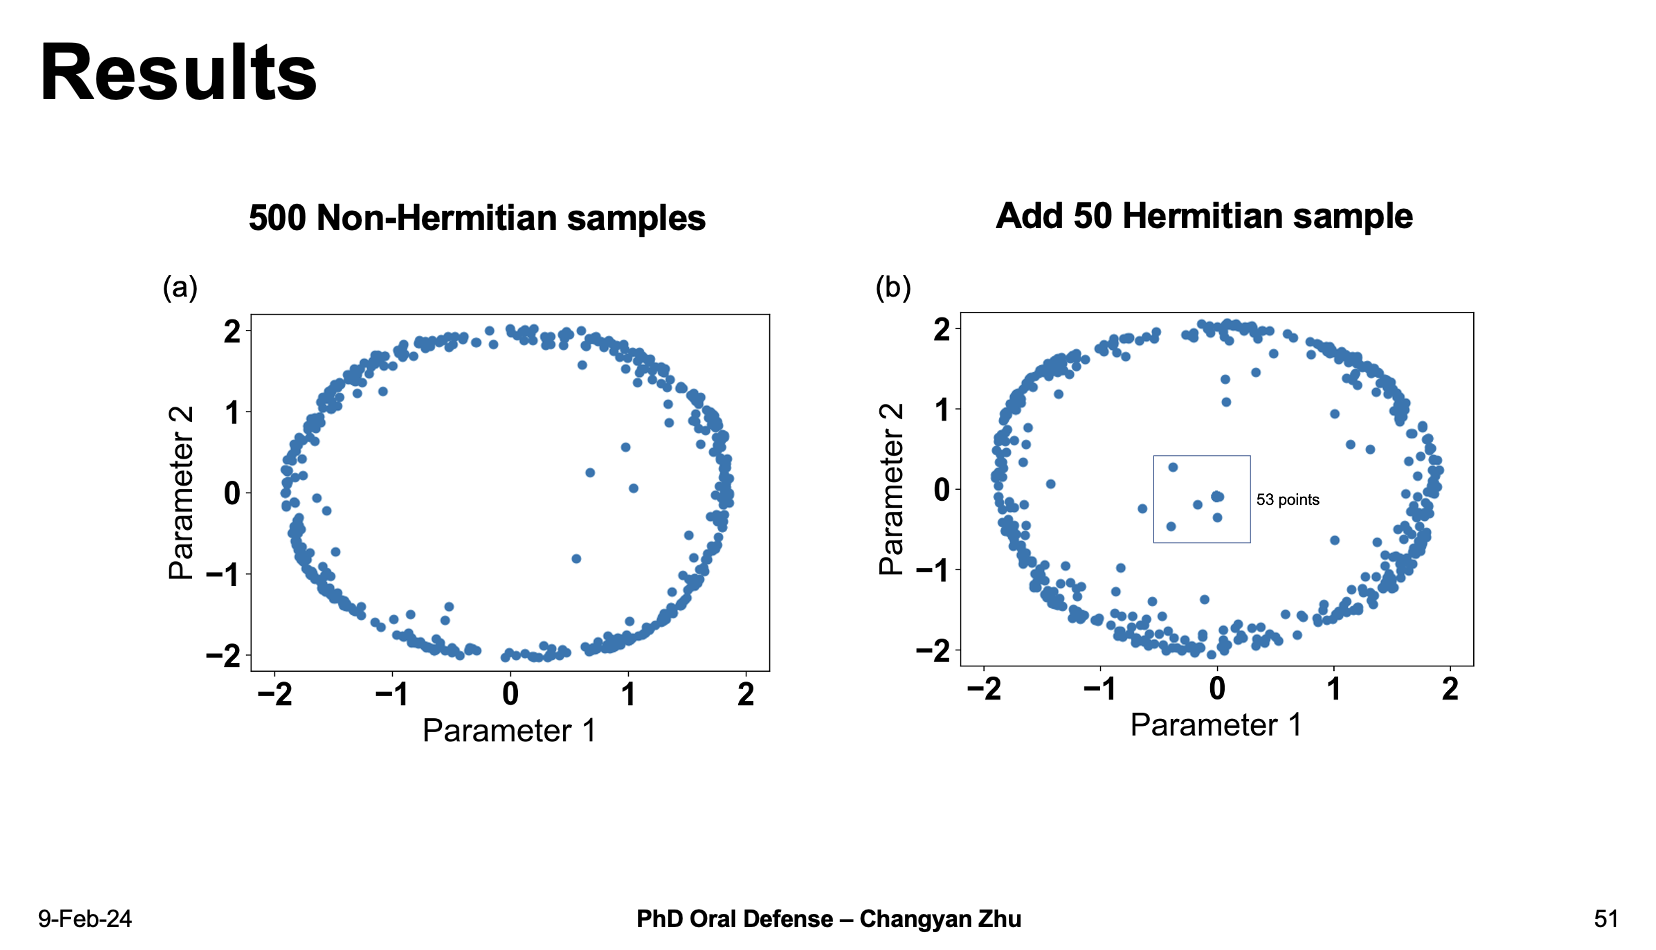 Results
500 Non-Hermitian samples
Add 50 Hermitian sample
(a)
2
1
0
−1
−2
Parameter 2
−2 −1 0 1 2
Parameter 1
(b)
2
1
0
−1
−2
Parameter 2
53 points
−2 −1 0 1 2
Parameter 1
9-Feb-24
PhD Oral Defense – Changyan Zhu
51